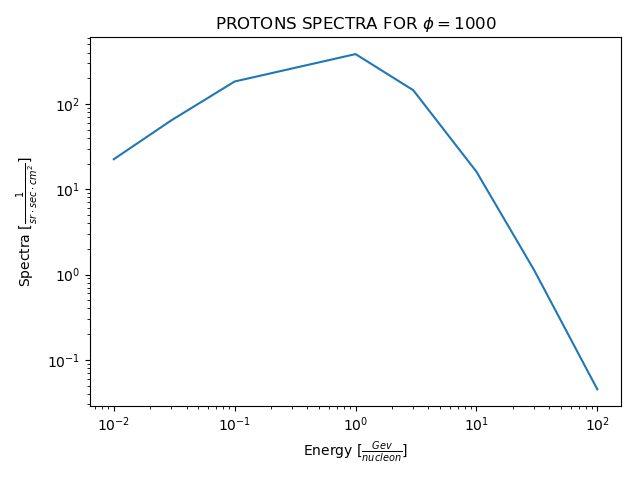 PROTONS SPECTRA FOR ϕ = 1000
Spectra [1/(sr · sec · cm²)]
10²
10¹
10⁰
10⁻¹
10⁻² 10⁻¹ 10⁰ 10¹ 10²
Energy [Gev/nucleon]